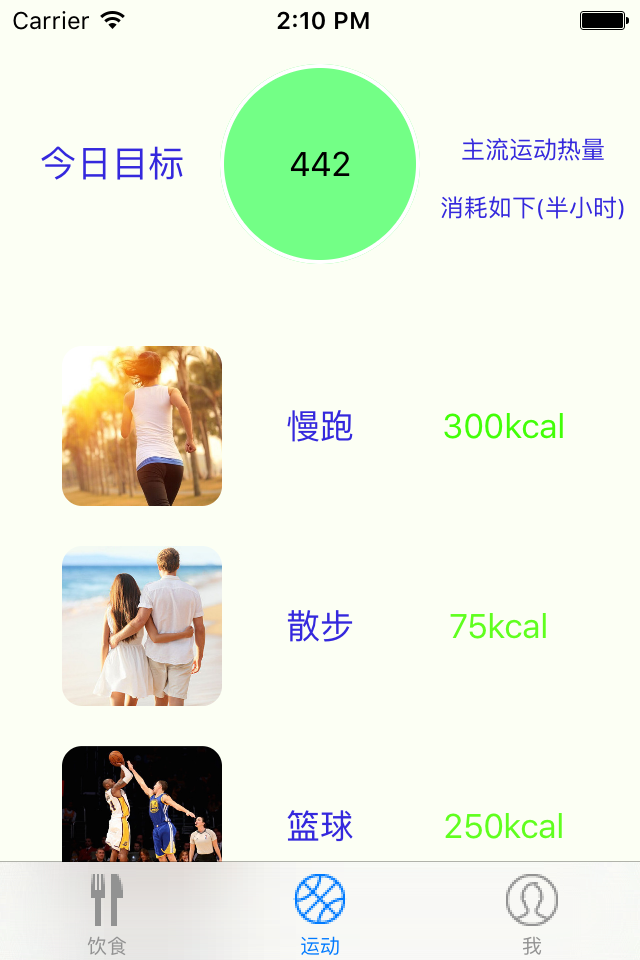 Carrier 2:10 PM
今日目标
442
主流运动热量
消耗如下(半小时)
慢跑 300kcal
散步 75kcal
篮球 250kcal
饮食 运动 我